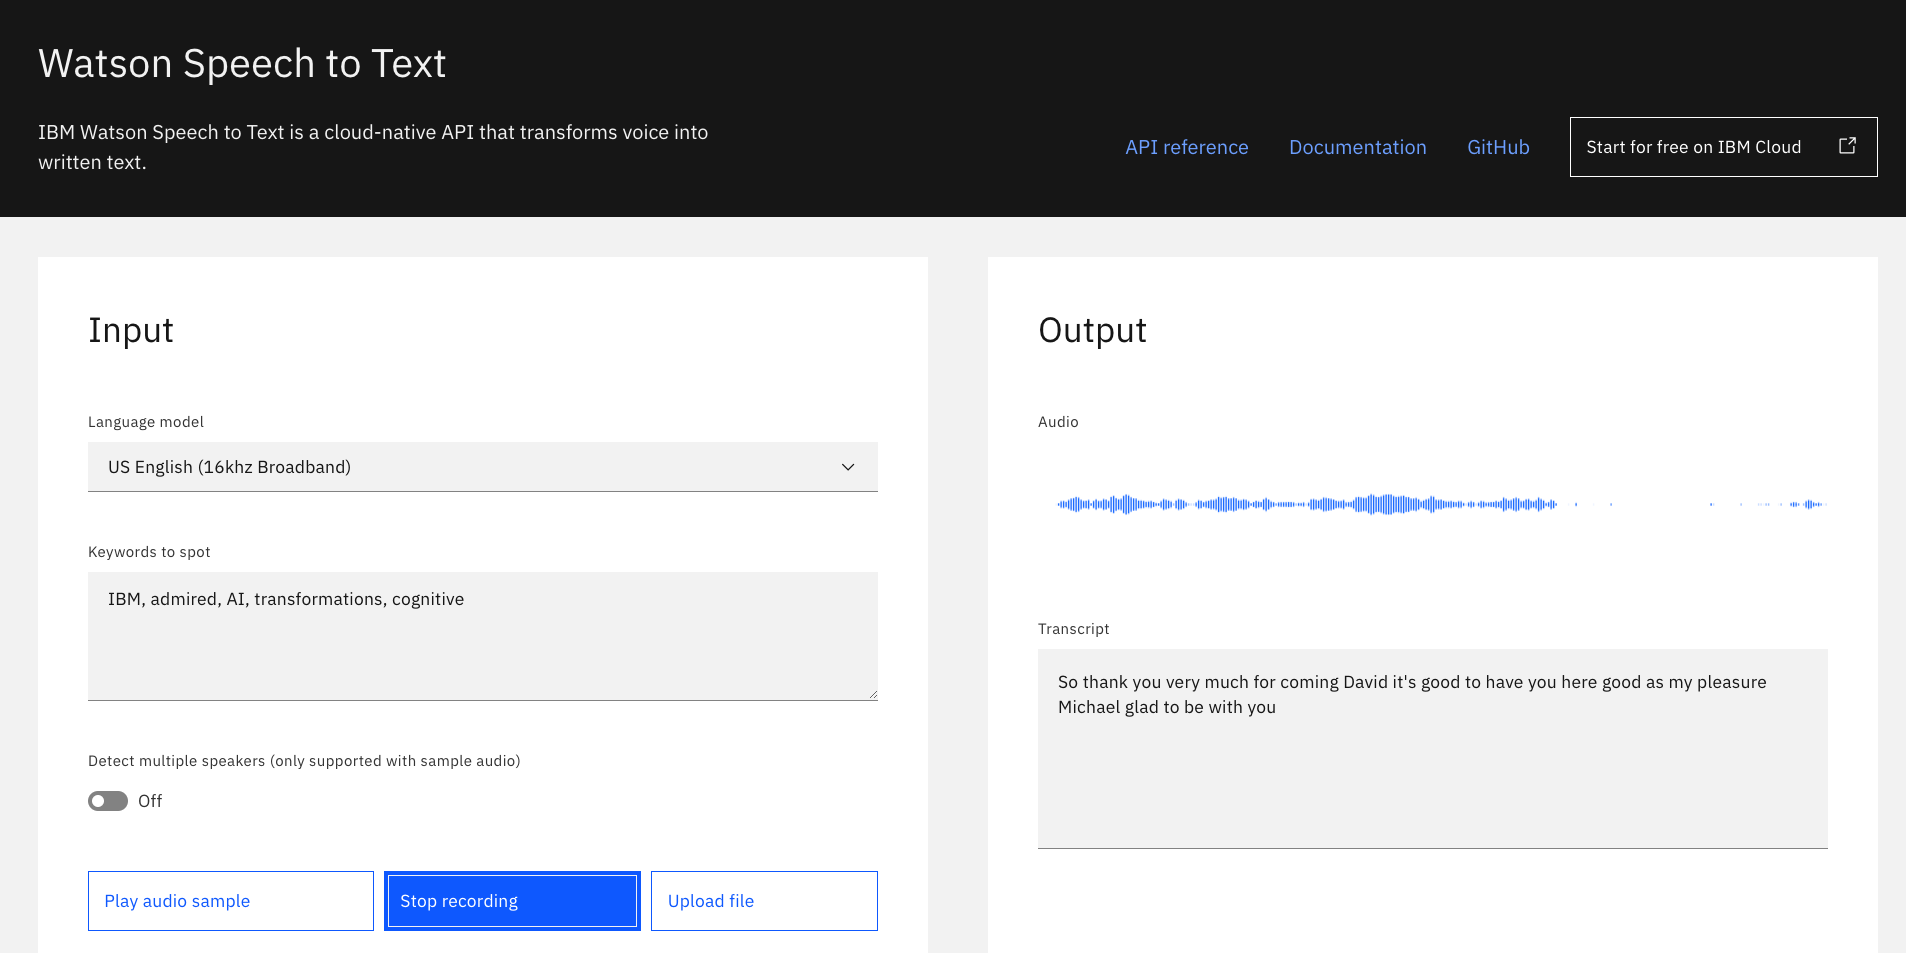 Watson Speech to Text
IBM Watson Speech to Text is a cloud-native API that transforms voice into
written text.
API reference
Documentation
GitHub
Start for free on IBM Cloud
Input
Language model
US English (16khz Broadband)
Keywords to spot
IBM, admired, AI, transformations, cognitive
Detect multiple speakers (only supported with sample audio)
Off
Play audio sample
Stop recording
Upload file
Output
Audio
Transcript
So thank you very much for coming David it's good to have you here good as my pleasure
Michael glad to be with you